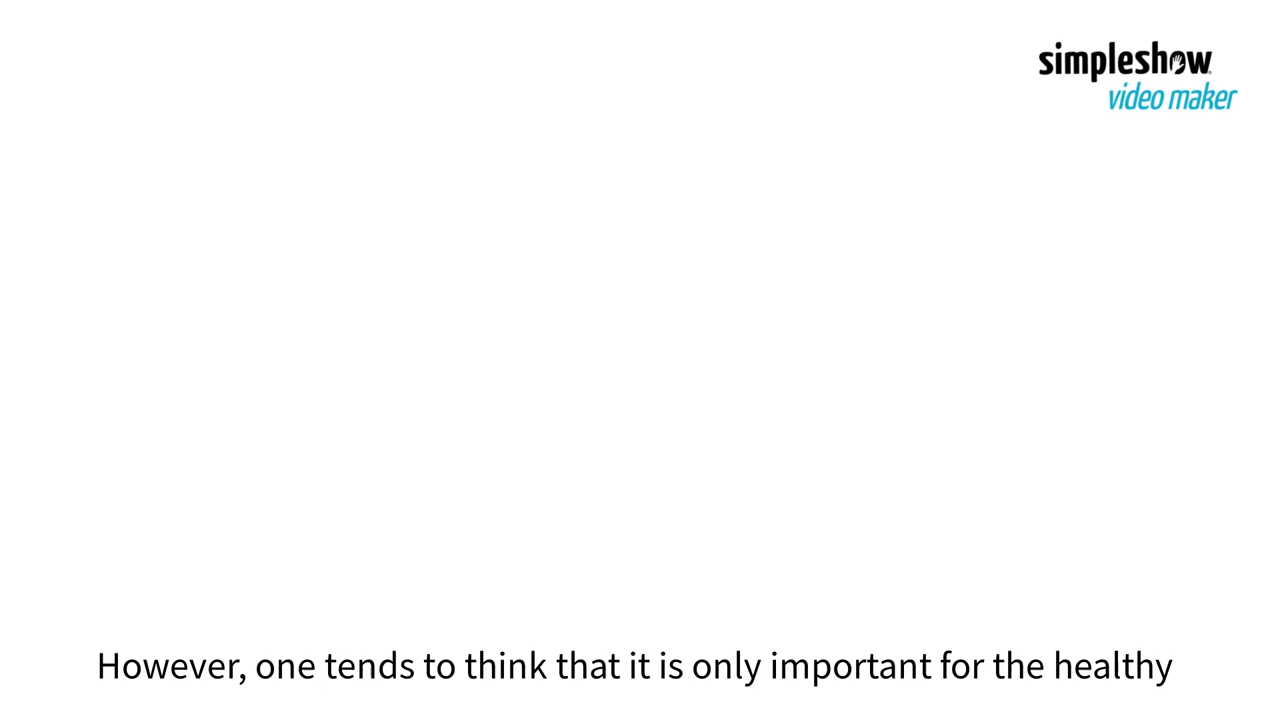 simpleshow
video maker
However, one tends to think that it is only important for the healthy